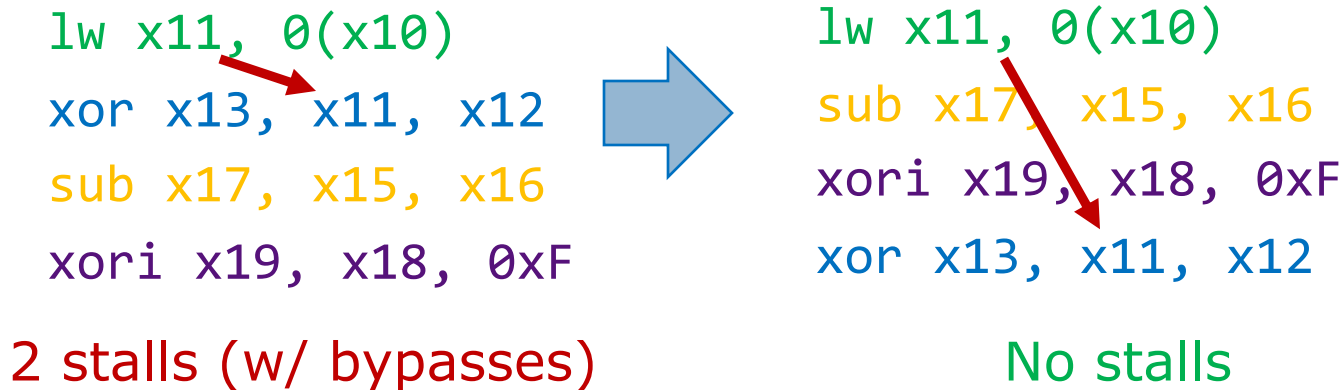 lw x11, 0(x10)
xor x13, x11, x12
sub x17, x15, x16
xori x19, x18, 0xF
2 stalls (w/ bypasses)
lw x11, 0(x10)
sub x17, x15, x16
xori x19, x18, 0xF
xor x13, x11, x12
No stalls